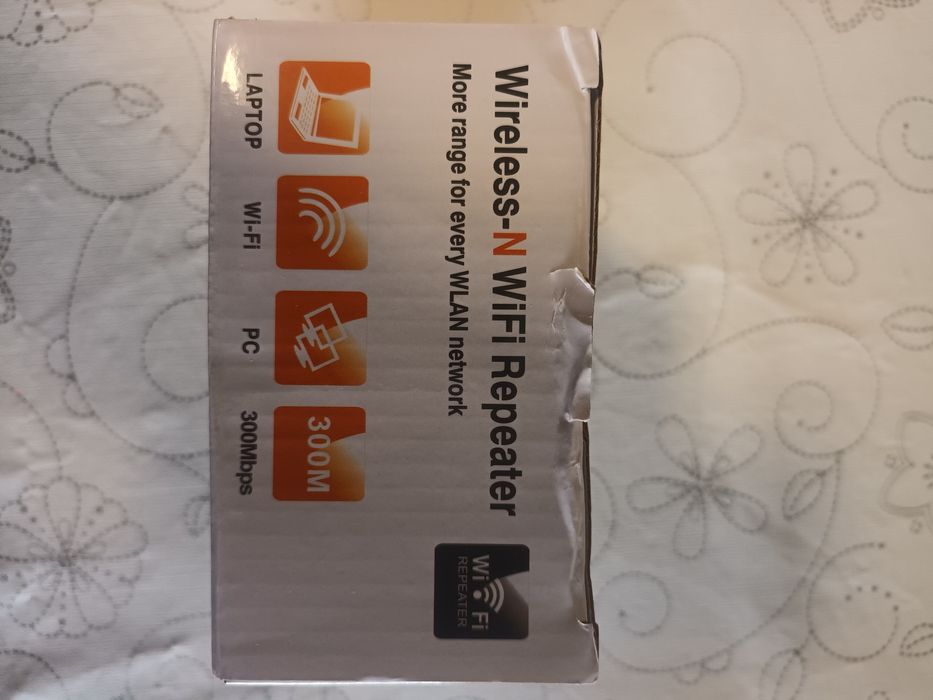 Wireless-N WiFi Repeater
More range for every WLAN network
Wi Fi
REPEATER
300M
LAPTOP
Wi-Fi
PC
300Mbps